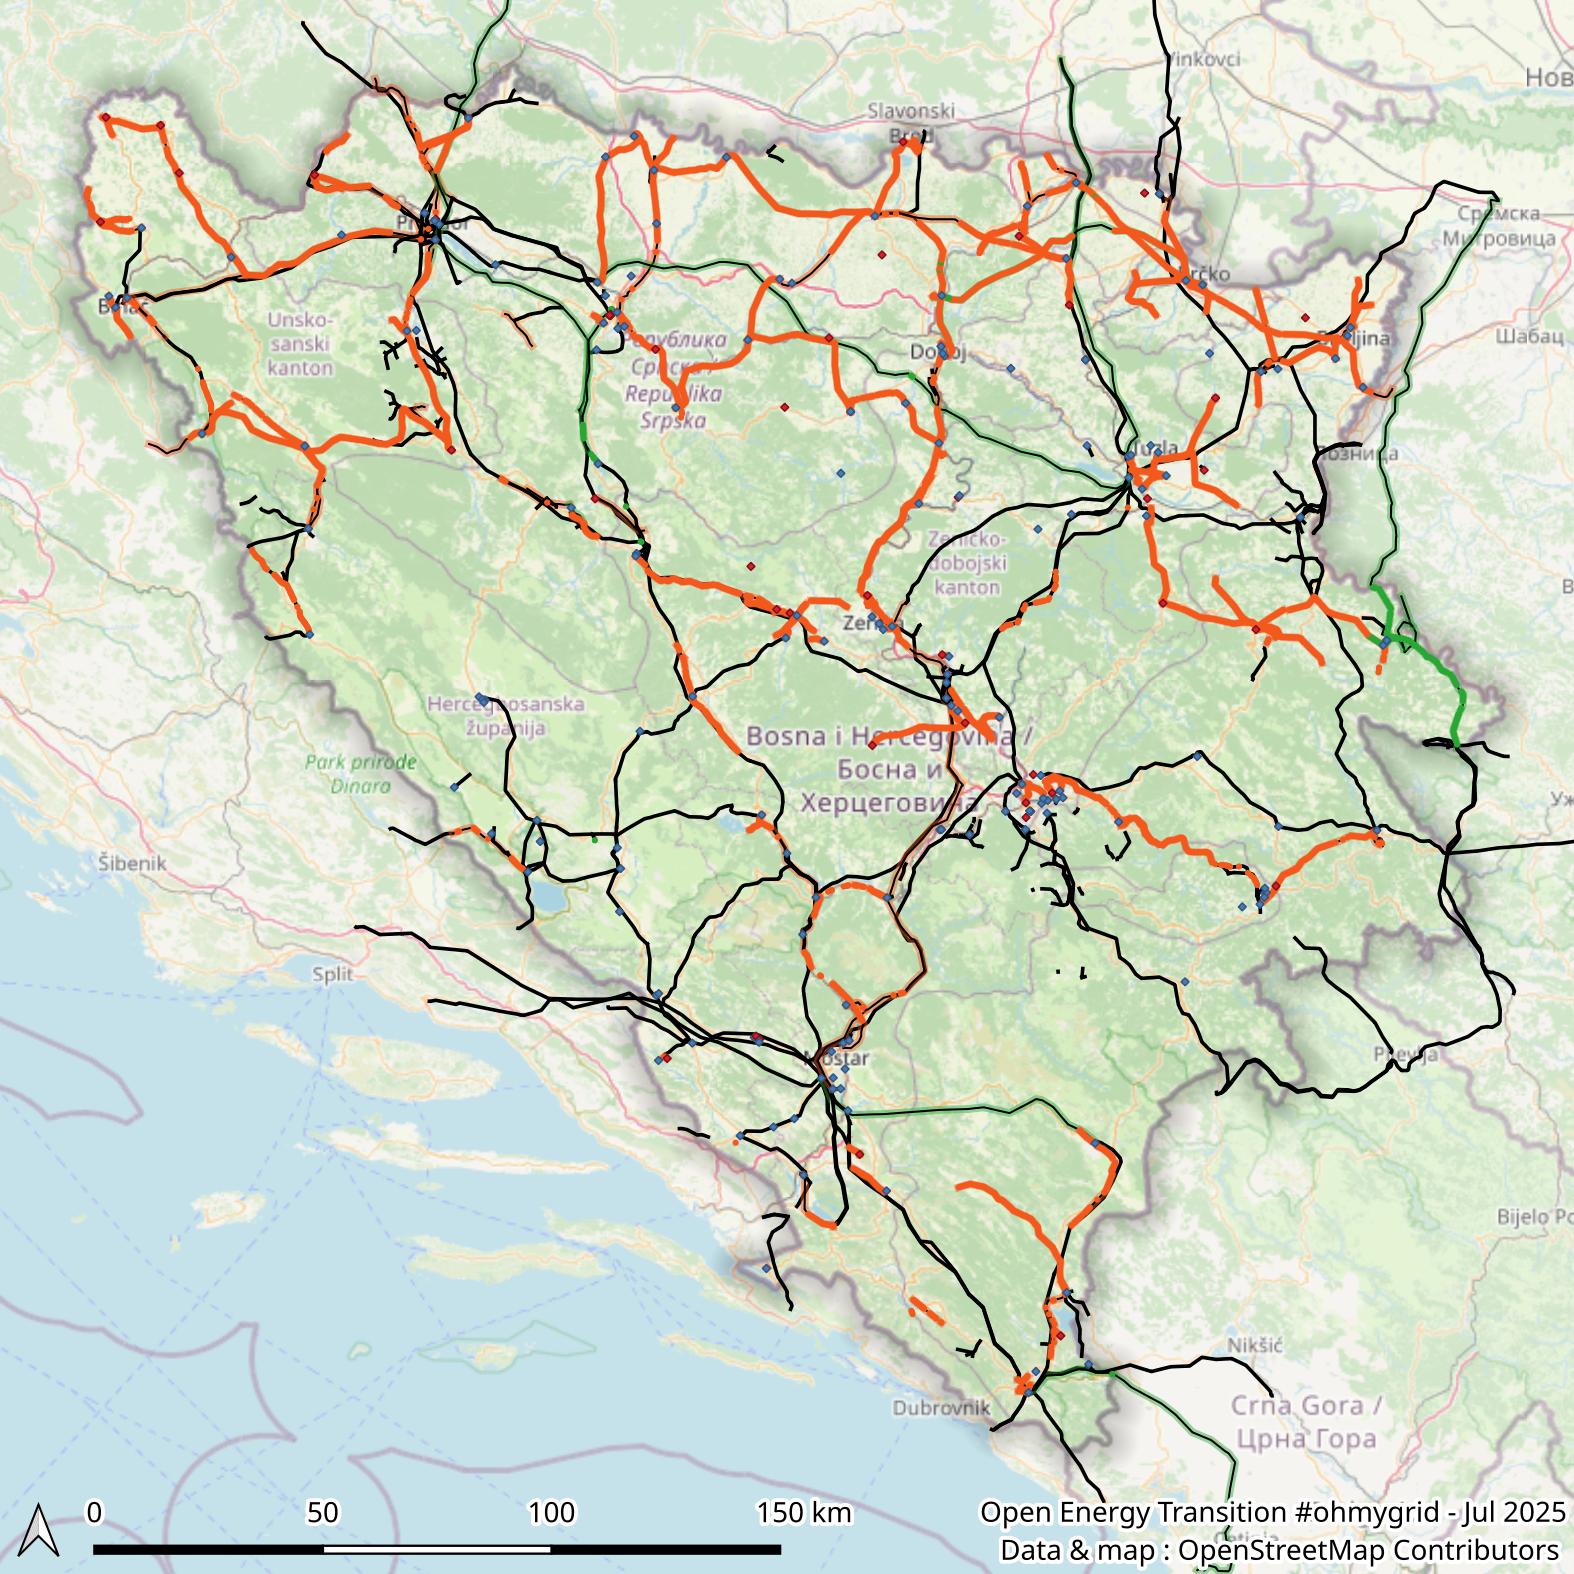 Vinkovci
Нов
Slavonski
Brod
Сремска
Митровица
Prijedor
Brčko
Bihać
Unsko-
sanski
kanton
Република
Српска /
Republika
Srpska
Doboj
Bijeljina
Шабац
Tuzla
Лозница
Zeničko-
dobojski
kanton
Zenica
Hercegbosanska
županija
Bosna i Hercegovina /
Босна и
Херцеговина
Park prirode
Dinara
Уж
Šibenik
Split
Mostar
Pljevlja
Bijelo Po
Nikšić
Dubrovnik
Crna Gora /
Црна Гора
0 50 100 150 km
Open Energy Transition #ohmygrid - Jul 2025
Cetinje
Data & map : OpenStreetMap Contributors